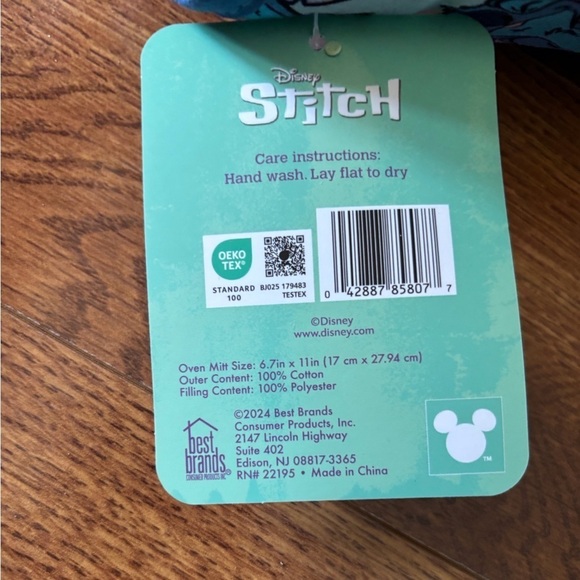 Disney
Stitch
Care instructions:
Hand wash. Lay flat to dry
OEKO
TEX®
STANDARD
100
BJ025 179483
TESTEX
0 42887 85807 7
©Disney
www.disney.com
Oven Mitt Size: 6.7in x 11in (17 cm x 27.94 cm)
Outer Content: 100% Cotton
Filling Content: 100% Polyester
best
brands
CONSUMER PRODUCTS INC
®
©2024 Best Brands
Consumer Products, Inc.
2147 Lincoln Highway
Suite 402
Edison, NJ 08817-3365
RN# 22195 • Made in China
TM